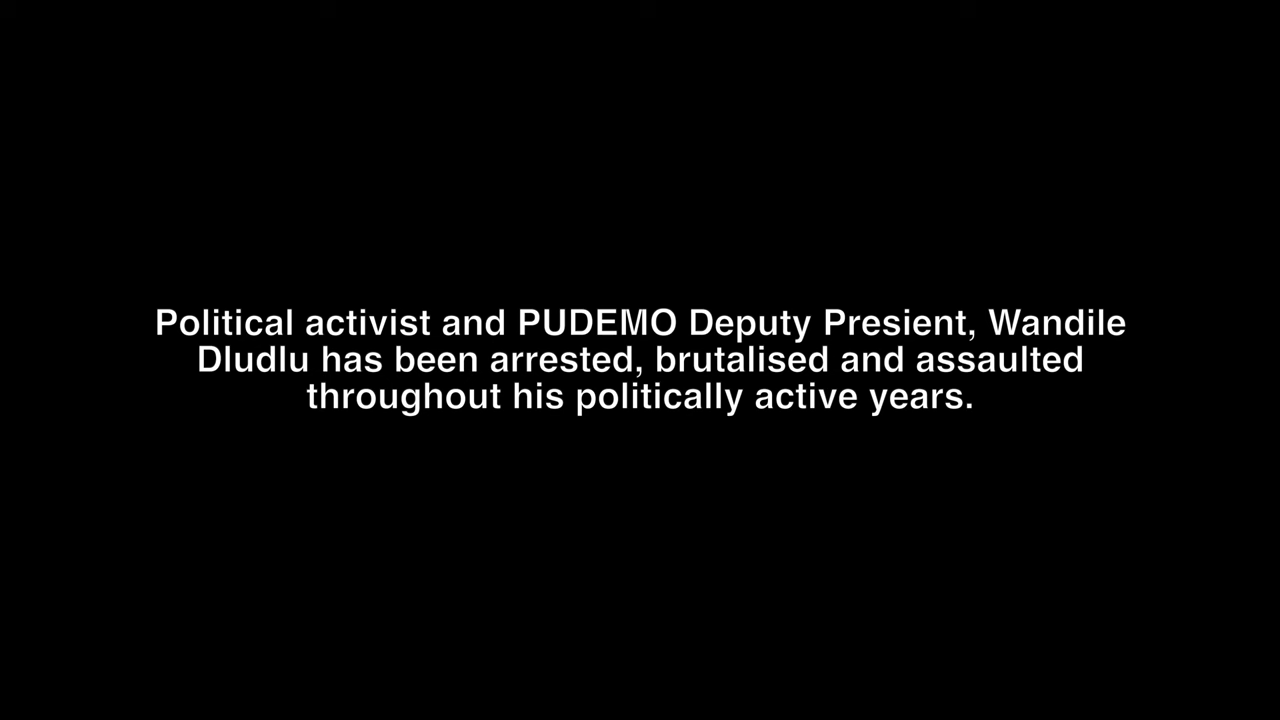 Political activist and PUDEMO Deputy Presient, Wandile
Dludlu has been arrested, brutalised and assaulted
throughout his politically active years.